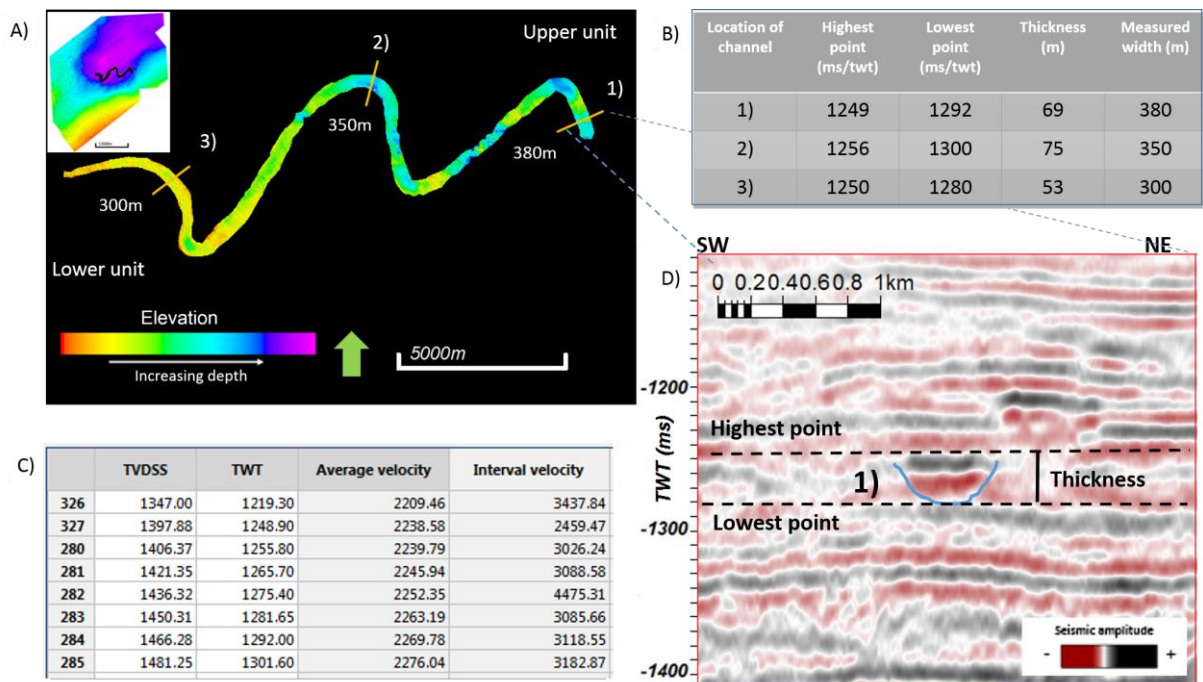 A)
Upper unit
2)
1)
350m
3)
380m
300m
Lower unit
Elevation
Increasing depth
5000m
B)
Location of channel Highest point (ms/twt) Lowest point (ms/twt) Thickness (m) Measured width (m)
1) 1249 1292 69 380
2) 1256 1300 75 350
3) 1250 1280 53 300
C)
TVDSS TWT Average velocity Interval velocity
326 1347.00 1219.30 2209.46 3437.84
327 1397.88 1248.90 2238.58 2459.47
280 1406.37 1255.80 2239.79 3026.24
281 1421.35 1265.70 2245.94 3088.58
282 1436.32 1275.40 2252.35 4475.31
283 1450.31 1281.65 2263.19 3085.66
284 1466.28 1292.00 2269.78 3118.55
285 1481.25 1301.60 2276.04 3182.87
SW NE
D)
0 0.2 0.40.60.8 1km
-1200
Highest point
TWT (ms)
1)
Thickness
Lowest point
-1300
Seismic amplitude
- +
-1400